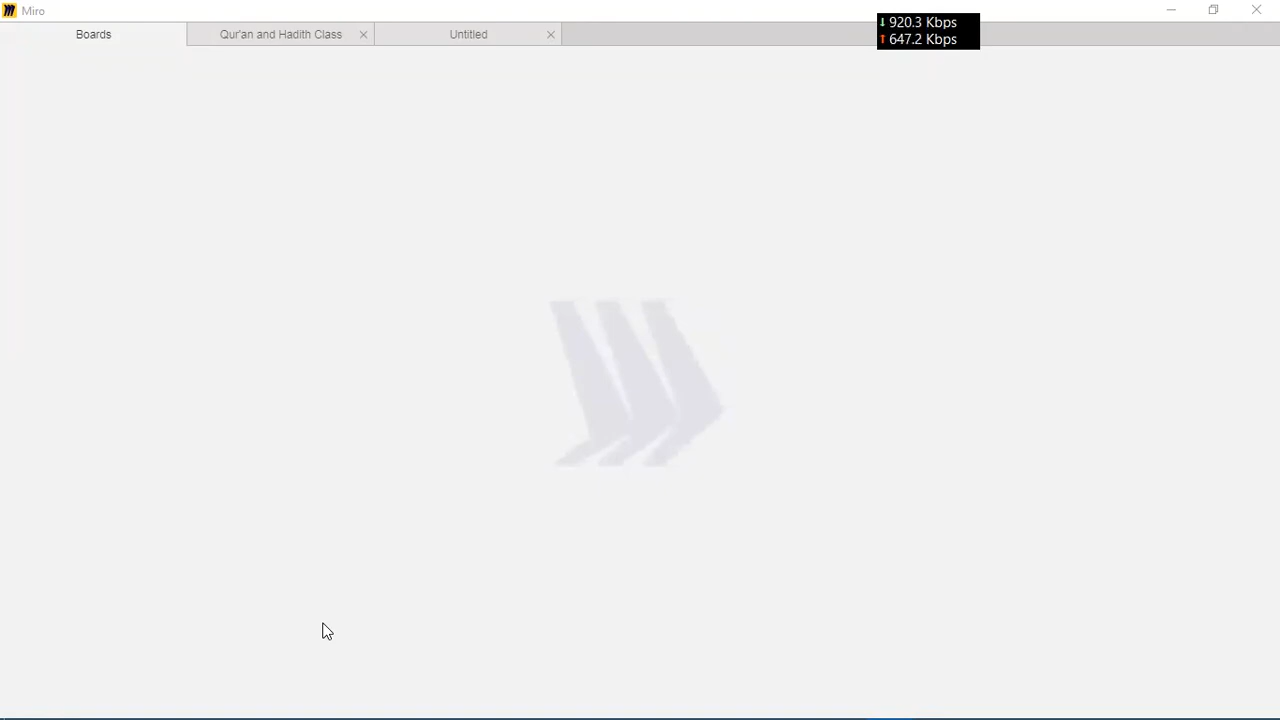 Miro
↓ 920.3 Kbps
↑ 647.2 Kbps
Boards
Qur'an and Hadith Class
Untitled